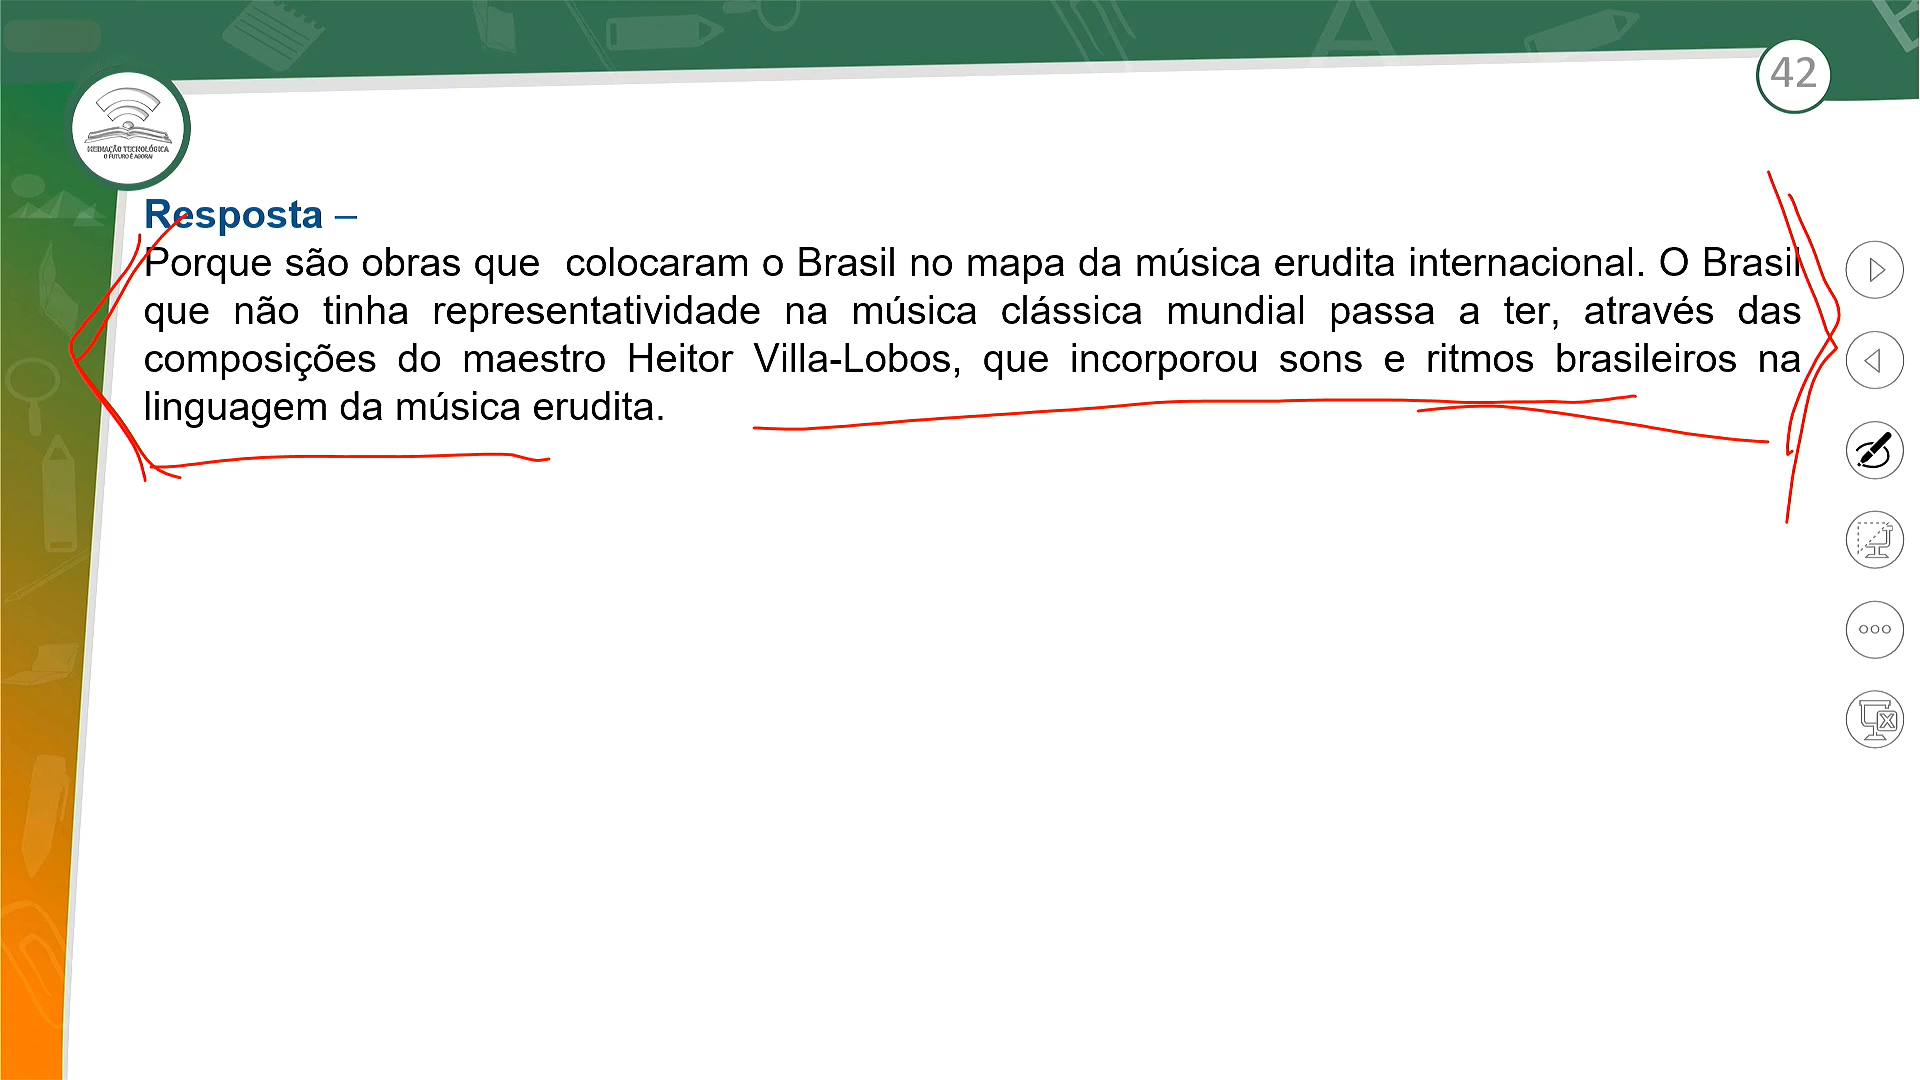 42
MEDIAÇÃO TECNOLÓGICA
O FUTURO É AGORA!
Resposta –
Porque são obras que colocaram o Brasil no mapa da música erudita internacional. O Brasil
que não tinha representatividade na música clássica mundial passa a ter, através das
composições do maestro Heitor Villa-Lobos, que incorporou sons e ritmos brasileiros na
linguagem da música erudita.